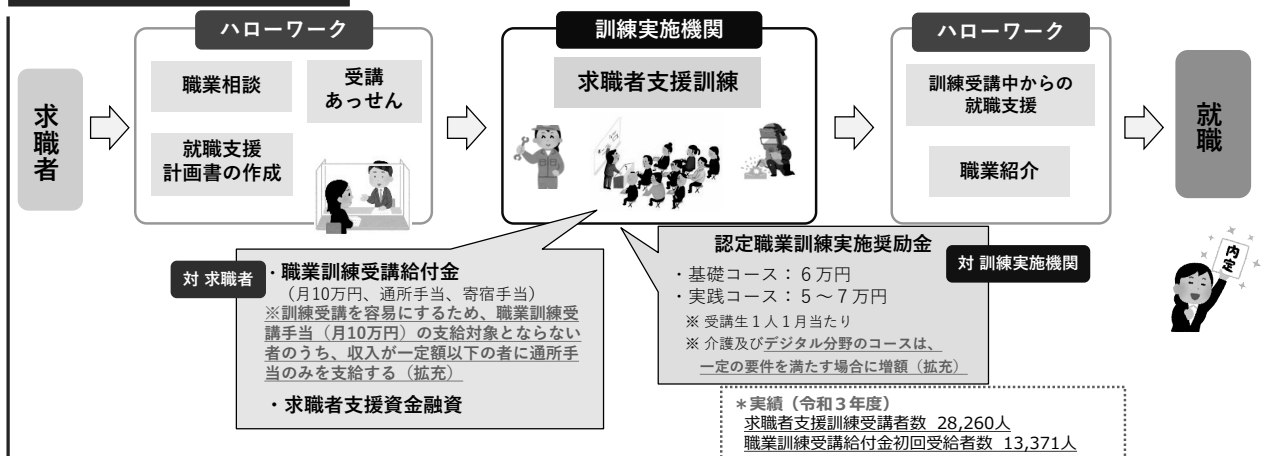 求職者
ハローワーク
職業相談
受講
あっせん
就職支援
計画書の作成
訓練実施機関
求職者支援訓練
ハローワーク
訓練受講中からの
就職支援
職業紹介
就職
内定
対 求職者
・職業訓練受講給付金
（月10万円、通所手当、寄宿手当）
※訓練受講を容易にするため、職業訓練受
講手当（月10万円）の支給対象とならない
者のうち、収入が一定額以下の者に通所手
当のみを支給する（拡充）
・求職者支援資金融資
認定職業訓練実施奨励金
対 訓練実施機関
・基礎コース：６万円
・実践コース：５～７万円
※ 受講生１人１月当たり
※ 介護及びデジタル分野のコースは、
一定の要件を満たす場合に増額（拡充）
＊実績（令和３年度）
求職者支援訓練受講者数 28,260人
職業訓練受講給付金初回受給者数 13,371人